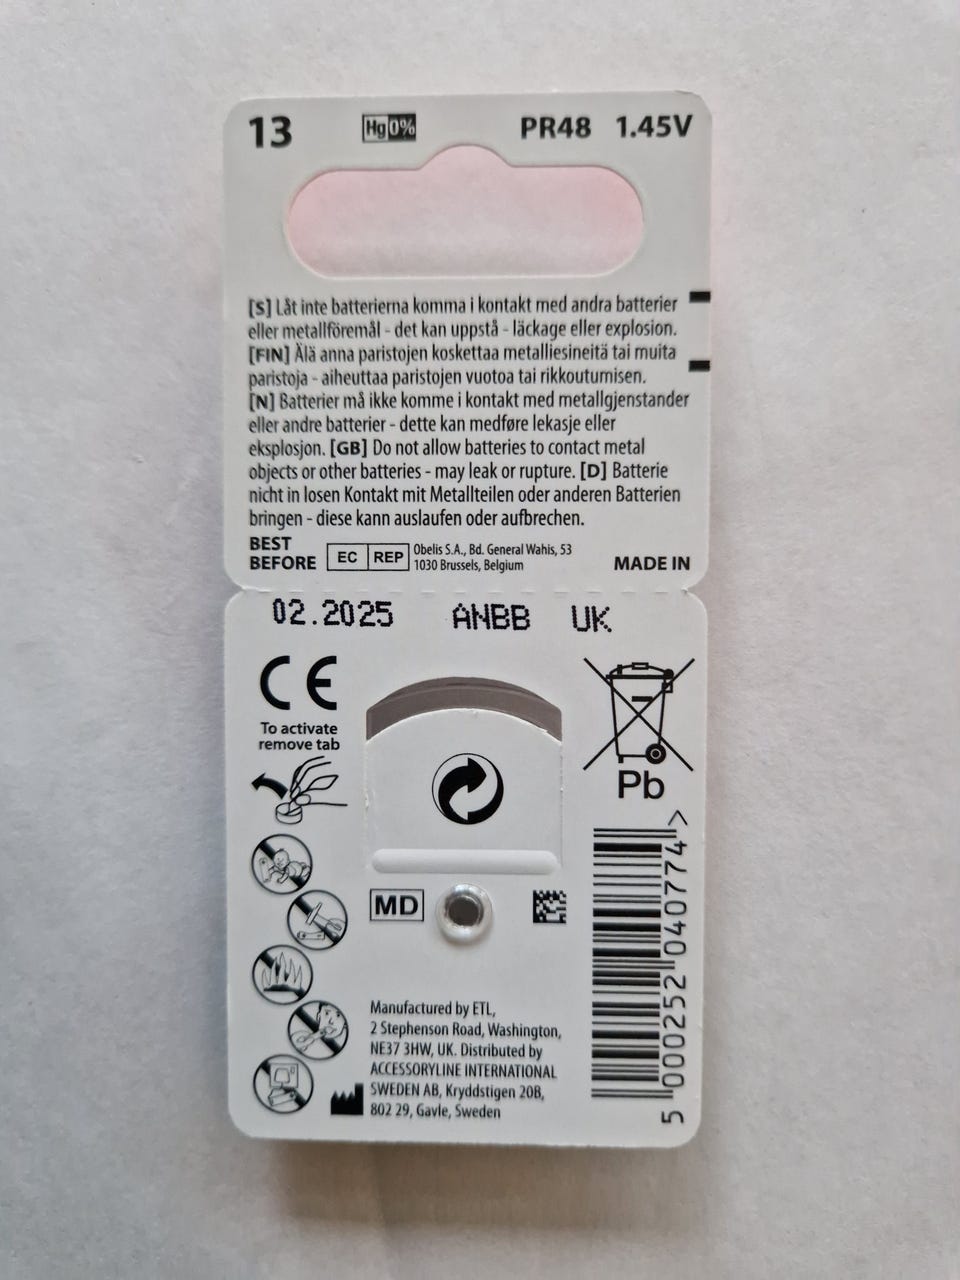 13 Hg 0% PR48 1.45V
[S] Låt inte batterierna komma i kontakt med andra batterier
eller metallföremål - det kan uppstå - läckage eller explosion.
[FIN] Älä anna paristojen koskettaa metalliesineitä tai muita
paristoja - aiheuttaa paristojen vuotoa tai rikkoutumisen.
[N] Batterier må ikke komme i kontakt med metallgjenstander
eller andre batterier - dette kan medføre lekasje eller
eksplosjon. [GB] Do not allow batteries to contact metal
objects or other batteries - may leak or rupture. [D] Batterie
nicht in losen Kontakt mit Metallteilen oder anderen Batterien
bringen - diese kann auslaufen oder aufbrechen.
BEST
BEFORE
EC REP
Obelis S.A., Bd. General Wahis, 53
1030 Brussels, Belgium
MADE IN
02.2025 ANBB UK
CE
To activate
remove tab
Pb
MD
Manufactured by ETL,
2 Stephenson Road, Washington,
NE37 3HW, UK. Distributed by
ACCESSORYLINE INTERNATIONAL
SWEDEN AB, Kryddstigen 20B,
802 29, Gavle, Sweden
5 000252 040774 >